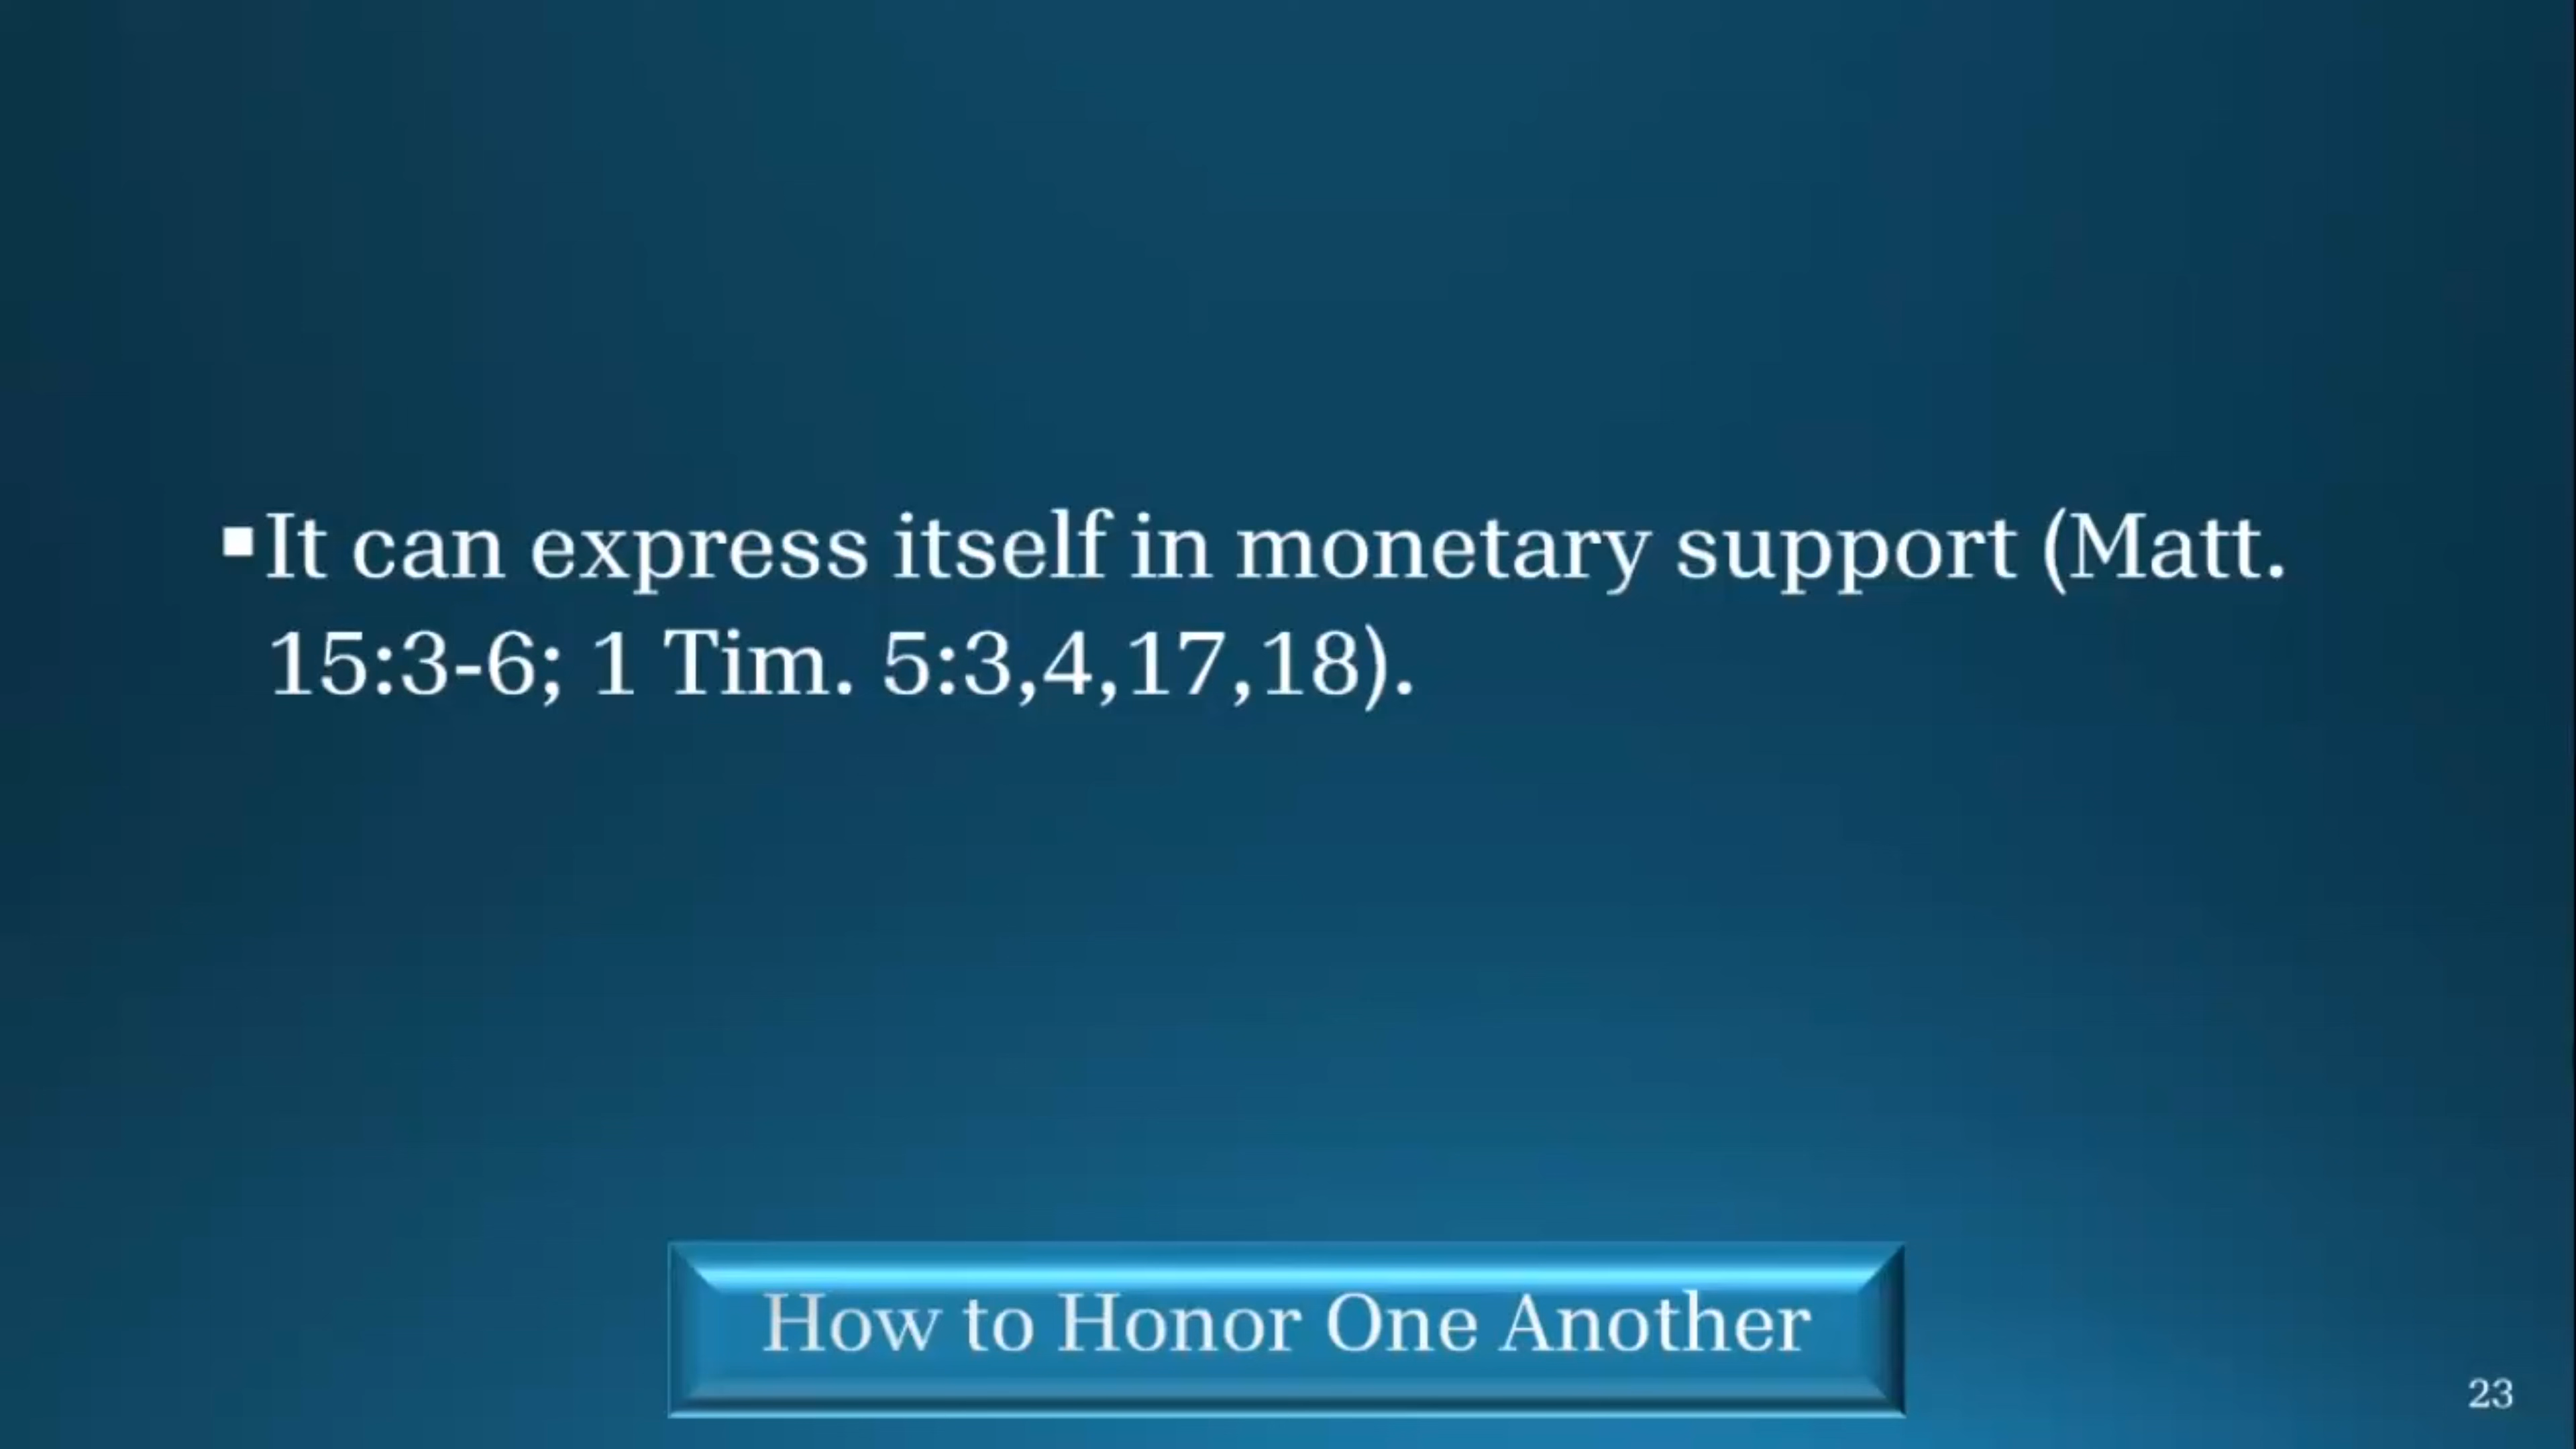 ▪It can express itself in monetary support (Matt.
15:3-6; 1 Tim. 5:3,4,17,18).
How to Honor One Another
23